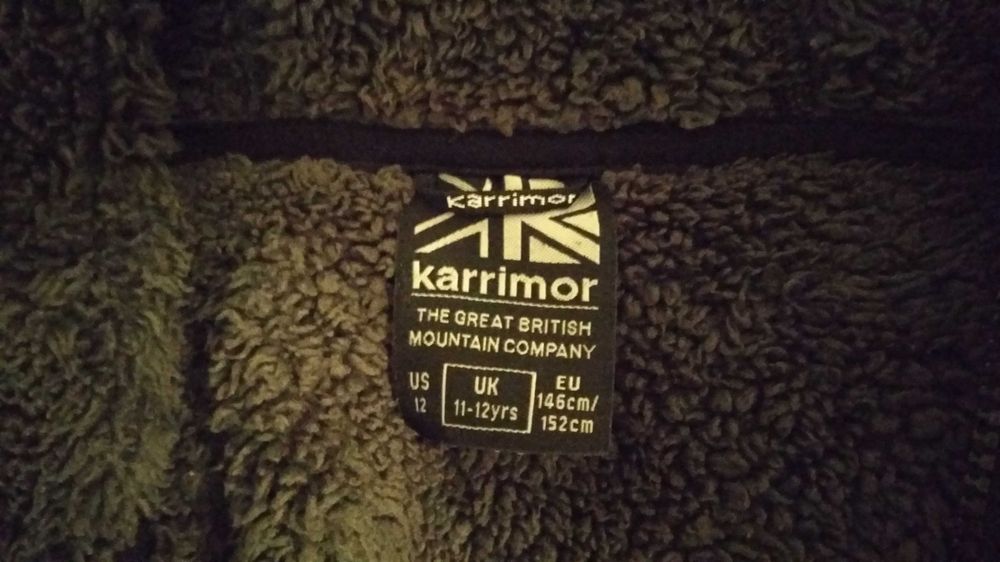 Karrimor
karrimor
THE GREAT BRITISH
MOUNTAIN COMPANY
US
12
UK
11-12yrs
EU
146cm/
152cm